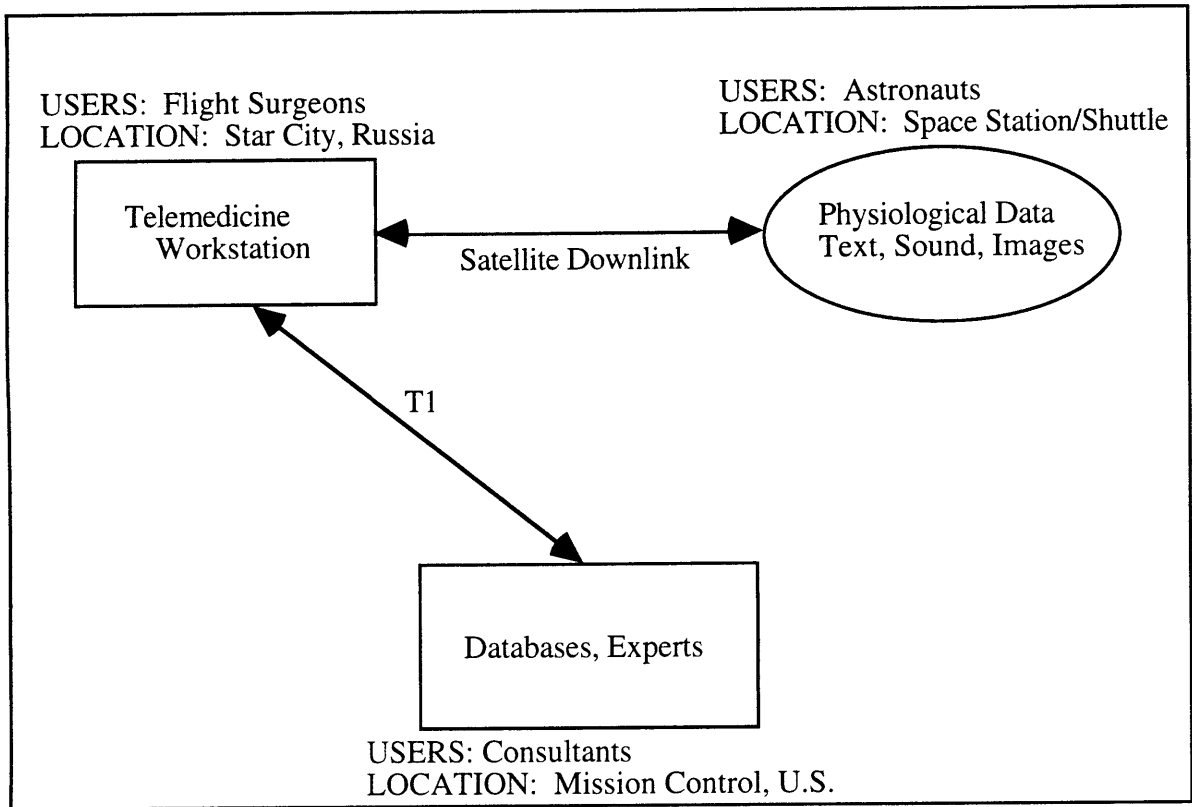 USERS: Flight Surgeons
LOCATION: Star City, Russia
USERS: Astronauts
LOCATION: Space Station/Shuttle
Telemedicine
Workstation
Physiological Data
Text, Sound, Images
Satellite Downlink
T1
Databases, Experts
USERS: Consultants
LOCATION: Mission Control, U.S.